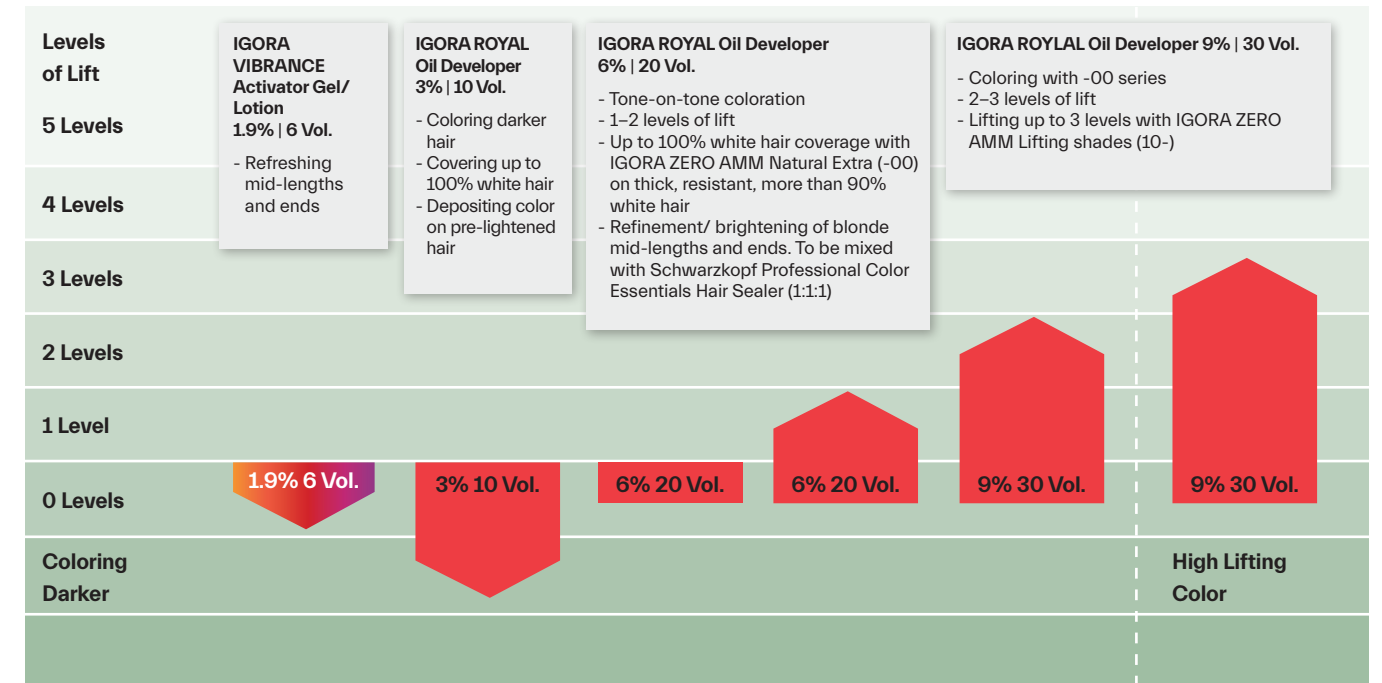 Levels
of Lift
5 Levels
4 Levels
3 Levels
2 Levels
1 Level
0 Levels
Coloring
Darker
IGORA
VIBRANCE
Activator Gel/
Lotion
1.9% | 6 Vol.
- Refreshing
mid-lengths
and ends
IGORA ROYAL
Oil Developer
3% | 10 Vol.
- Coloring darker
hair
- Covering up to
100% white hair
- Depositing color
on pre-lightened
hair
IGORA ROYAL Oil Developer
6% | 20 Vol.
- Tone-on-tone coloration
- 1–2 levels of lift
- Up to 100% white hair coverage with
IGORA ZERO AMM Natural Extra (-00)
on thick, resistant, more than 90%
white hair
- Refinement/ brightening of blonde
mid-lengths and ends. To be mixed
with Schwarzkopf Professional Color
Essentials Hair Sealer (1:1:1)
IGORA ROYLAL Oil Developer 9% | 30 Vol.
- Coloring with -00 series
- 2–3 levels of lift
- Lifting up to 3 levels with IGORA ZERO
AMM Lifting shades (10-)
1.9% 6 Vol.
3% 10 Vol.
6% 20 Vol.
6% 20 Vol.
9% 30 Vol.
9% 30 Vol.
High Lifting
Color